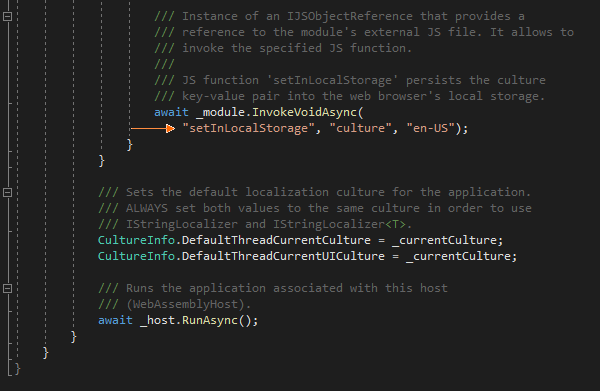 /// Instance of an IJSObjectReference that provides a
/// reference to the module's external JS file. It allows to
/// invoke the specified JS function.
///
/// JS function 'setInLocalStorage' persists the culture
/// key-value pair into the web browser's local storage.
await _module.InvokeVoidAsync(
"setInLocalStorage", "culture", "en-US");
}
}
/// Sets the default localization culture for the application.
/// ALWAYS set both values to the same culture in order to use
/// IStringLocalizer and IStringLocalizer<T>.
CultureInfo.DefaultThreadCurrentCulture = _currentCulture;
CultureInfo.DefaultThreadCurrentUICulture = _currentCulture;
/// Runs the application associated with this host
/// (WebAssemblyHost).
await _host.RunAsync();
}
}
}